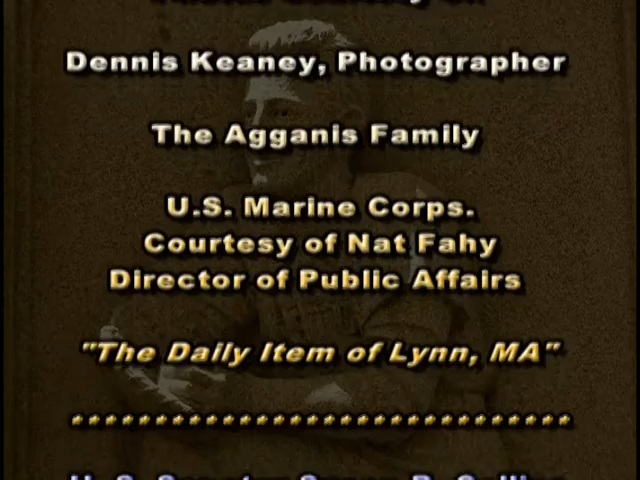 Dennis Keaney, Photographer
The Agganis Family
U.S. Marine Corps.
Courtesy of Nat Fahy
Director of Public Affairs
"The Daily Item of Lynn, MA"